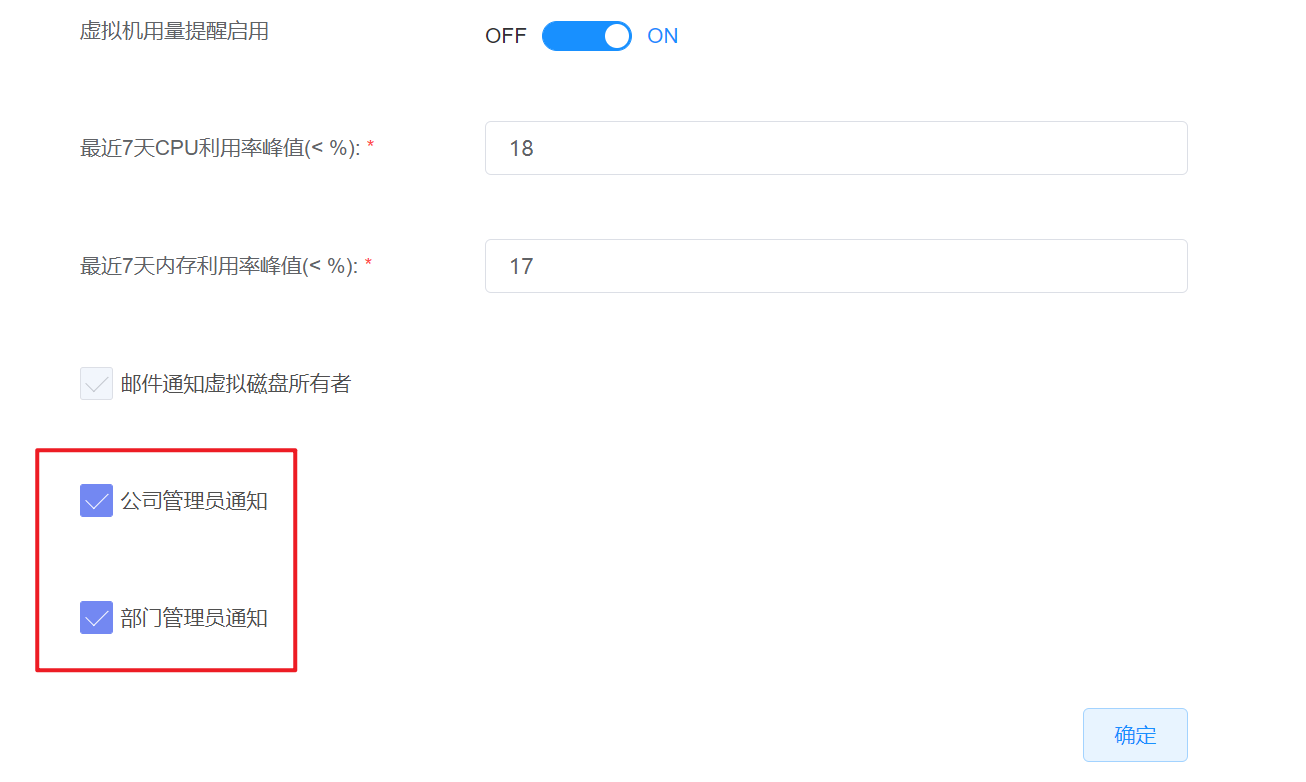 虚拟机用量提醒启用
OFF ON
最近7天CPU利用率峰值(< %): *
18
最近7天内存利用率峰值(< %): *
17
邮件通知虚拟磁盘所有者
公司管理员通知
部门管理员通知
确定